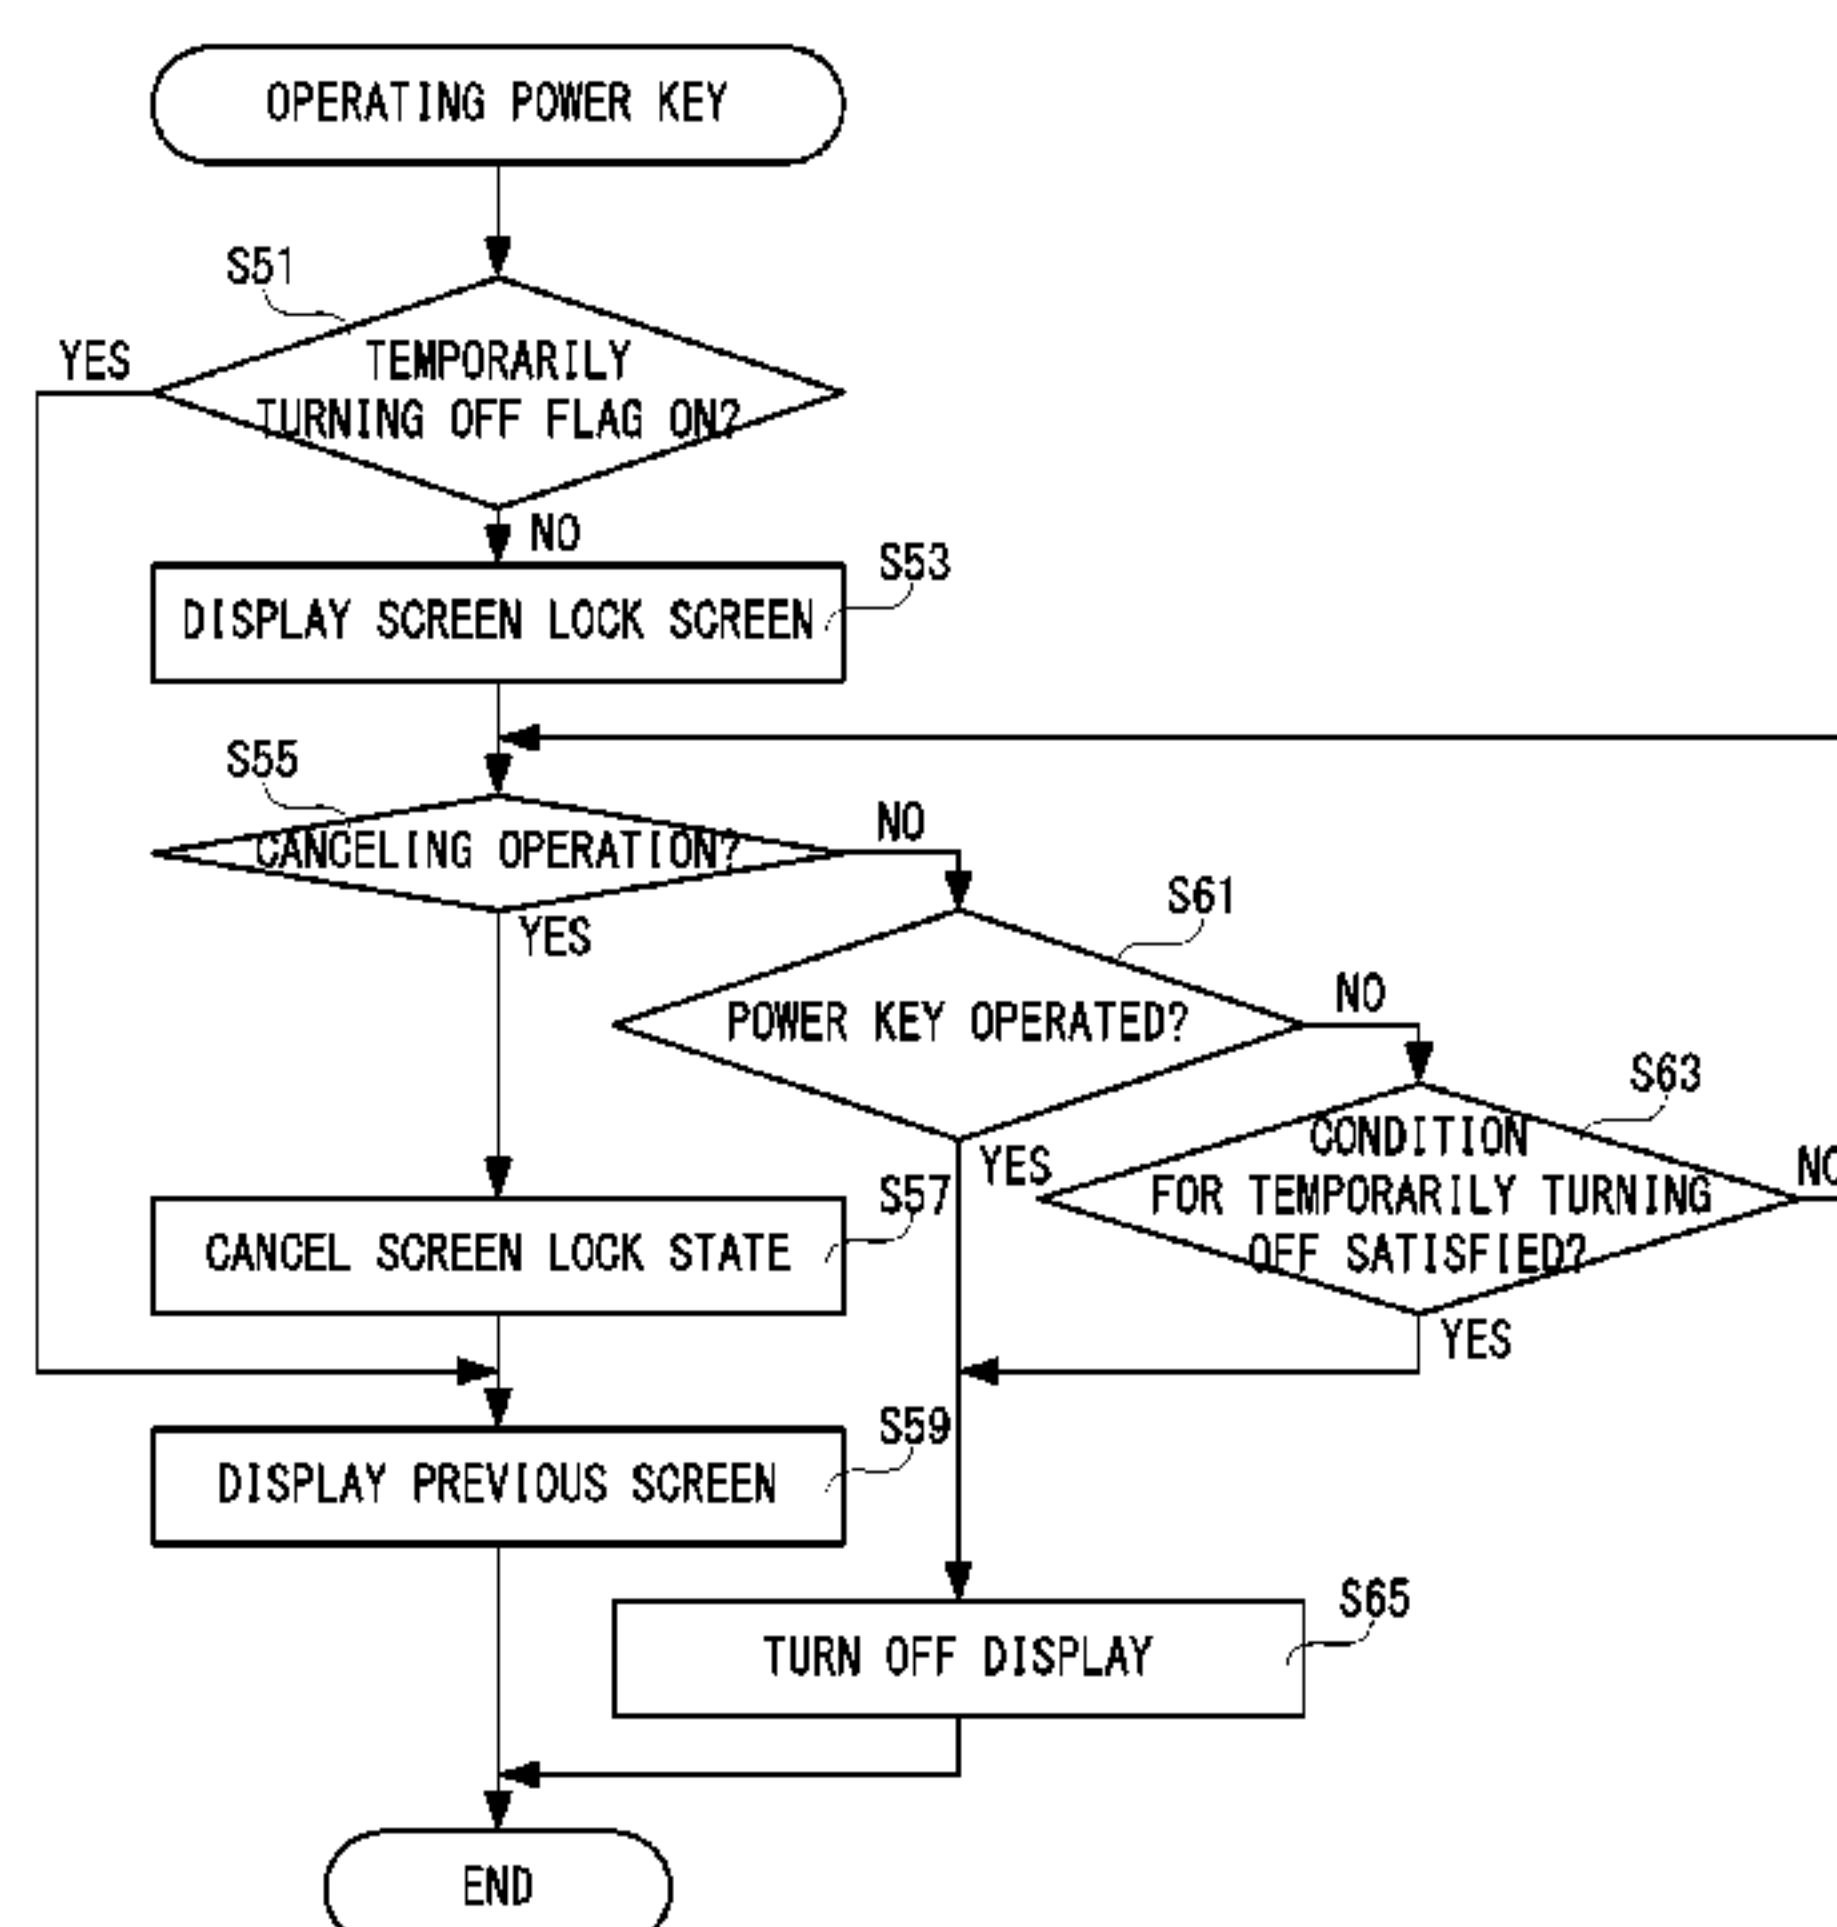 OPERATING POWER KEY
S51
YES
TEMPORARILY
TURNING OFF FLAG ON?
NO
S53
DISPLAY SCREEN LOCK SCREEN
S55
CANCELING OPERATION?
NO
YES
S61
POWER KEY OPERATED?
NO
YES
S63
CONDITION
FOR TEMPORARILY TURNING
OFF SATISFIED?
NO
YES
S57
CANCEL SCREEN LOCK STATE
S59
DISPLAY PREVIOUS SCREEN
S65
TURN OFF DISPLAY
END